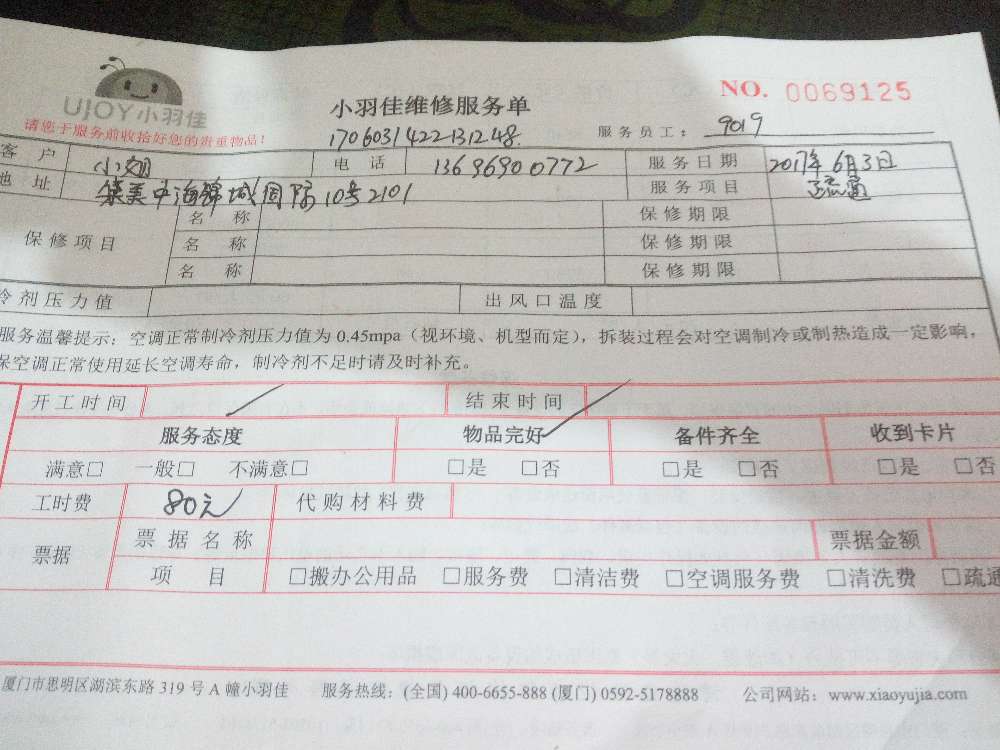 UJOY小羽佳
请您于服务前收拾好您的贵重物品！
小羽佳维修服务单
NO. 0069125
1706031422131248
服务员工： 9019
客 户 小 电 话 13696900772 服务日期 2017年6月3日
地 址 集美中海锦城国际10号2101 服务项目 疏通
保修项目 名 称 保修期限
名 称 保修期限
名 称 保修期限
冷剂压力值 出风口温度
服务温馨提示：空调正常制冷剂压力值为 0.45mpa（视环境、机型而定），拆装过程会对空调制冷或制热造成一定影响，
保空调正常使用延长空调寿命，制冷剂不足时请及时补充。
开工时间 结束时间
服务态度 物品完好 备件齐全 收到卡片
满意□ 一般□ 不满意□ □是 □否 □是 □否 □是 □否
工时费 80元 代购材料费
票据 票据名称 票据金额
项 目 □搬办公用品 □服务费 □清洁费 □空调服务费 □清洗费 □疏通
厦门市思明区湖滨东路 319 号 A 幢小羽佳 服务热线：(全国) 400-6655-888 (厦门) 0592-5178888 公司网站：www.xiaoyujia.com